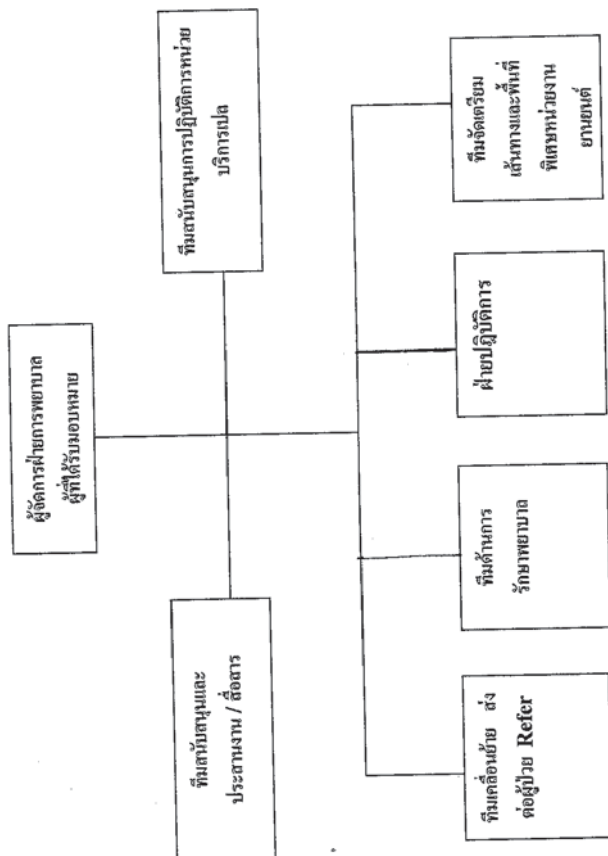 ผู้จัดการฝ่ายการพยาบาล
ผู้ที่ได้รับมอบหมาย
ทีมสนับสนุนและ
ประสานงาน / สื่อสาร
ทีมสนับสนุนการปฏิบัติการหน่วย
บริการเปล
ทีมเคลื่อนย้าย ส่ง
ต่อผู้ป่วย Refer
ทีมด้านการ
รักษาพยาบาล
ฝ่ายปฏิบัติการ
ทีมจัดเตรียม
เส้นทางและพื้นที่
พิเศษหน่วยงาน
ยานยนต์